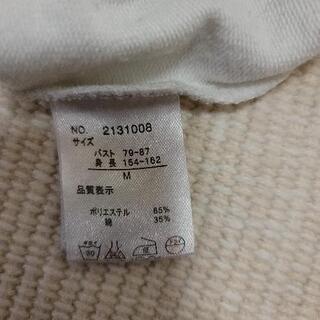 NO. 2131008
サイズ
バスト 79-87
身長 154-162
M
品質表示
ポリエステル 65%
綿 35%